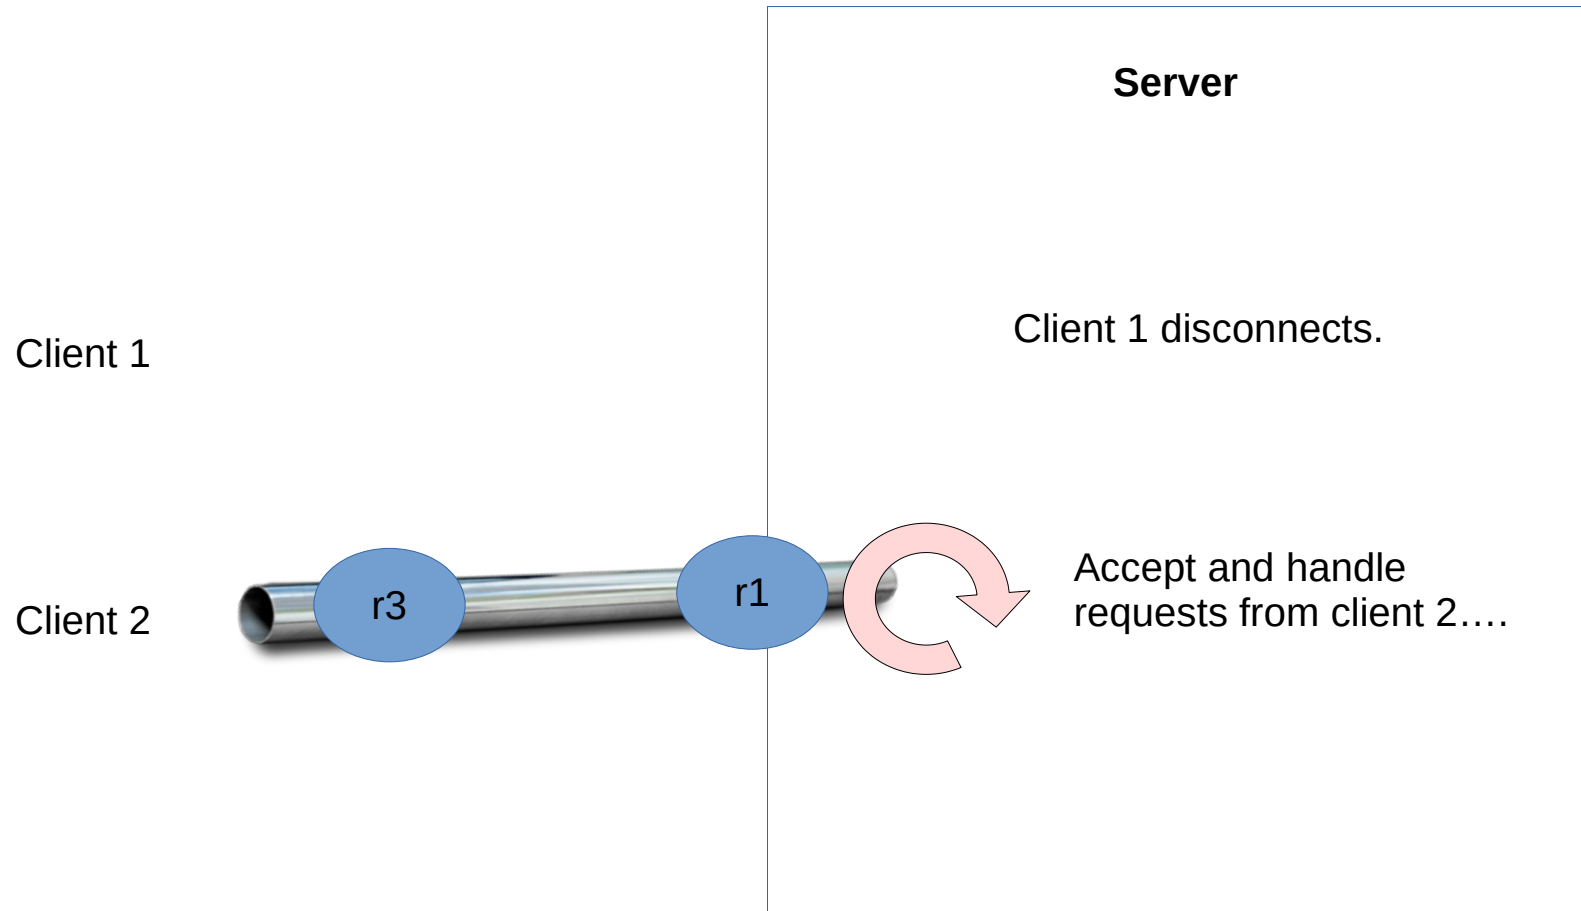 Server
Client 1 disconnects.
Client 1
Accept and handle
requests from client 2….
Client 2
r3
r1